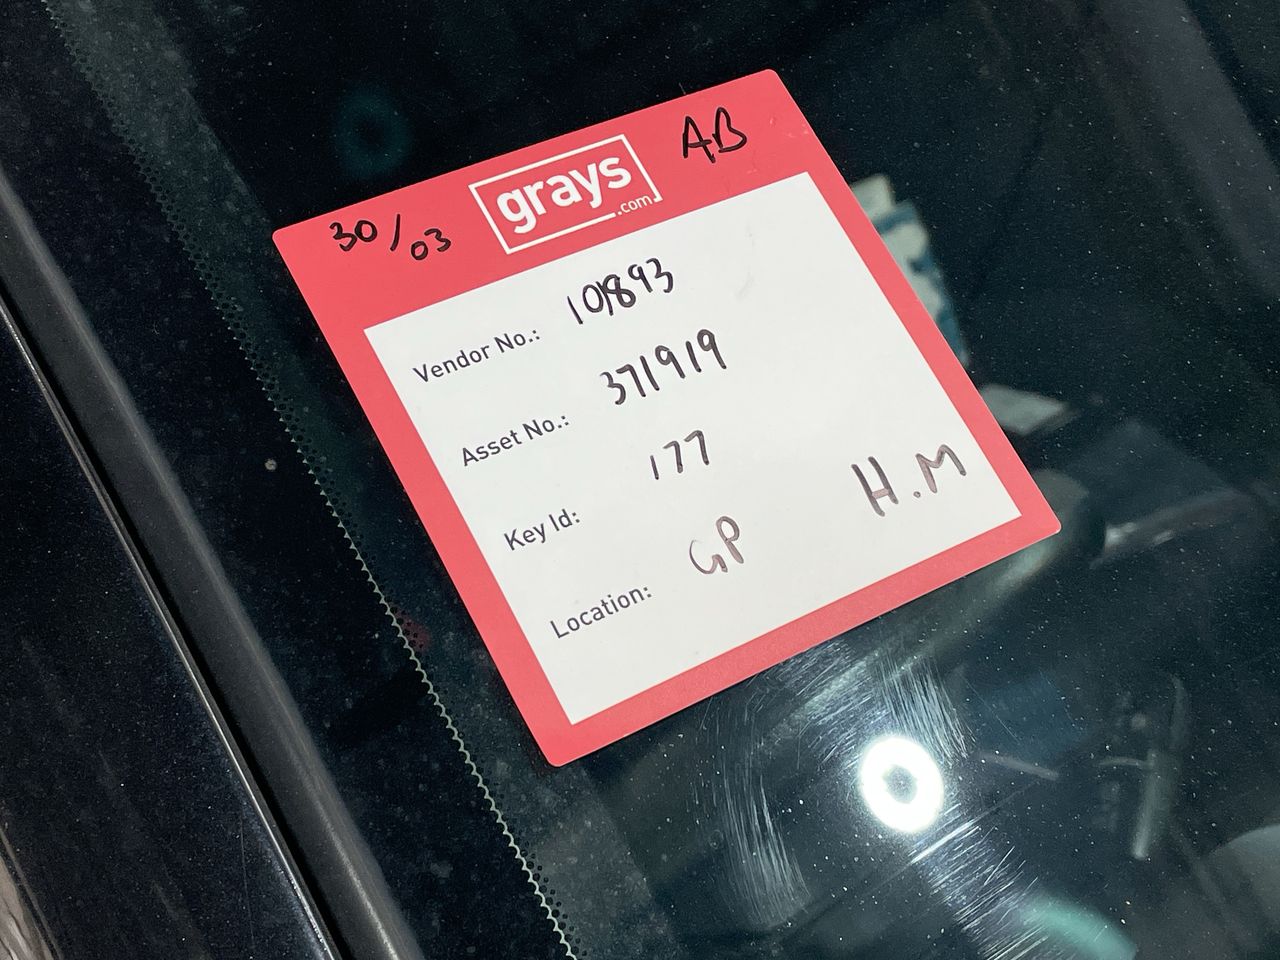 30/03 grays.com AB
Vendor No.: 101893
Asset No.: 371919
Key Id: 177
Location: GP H.M